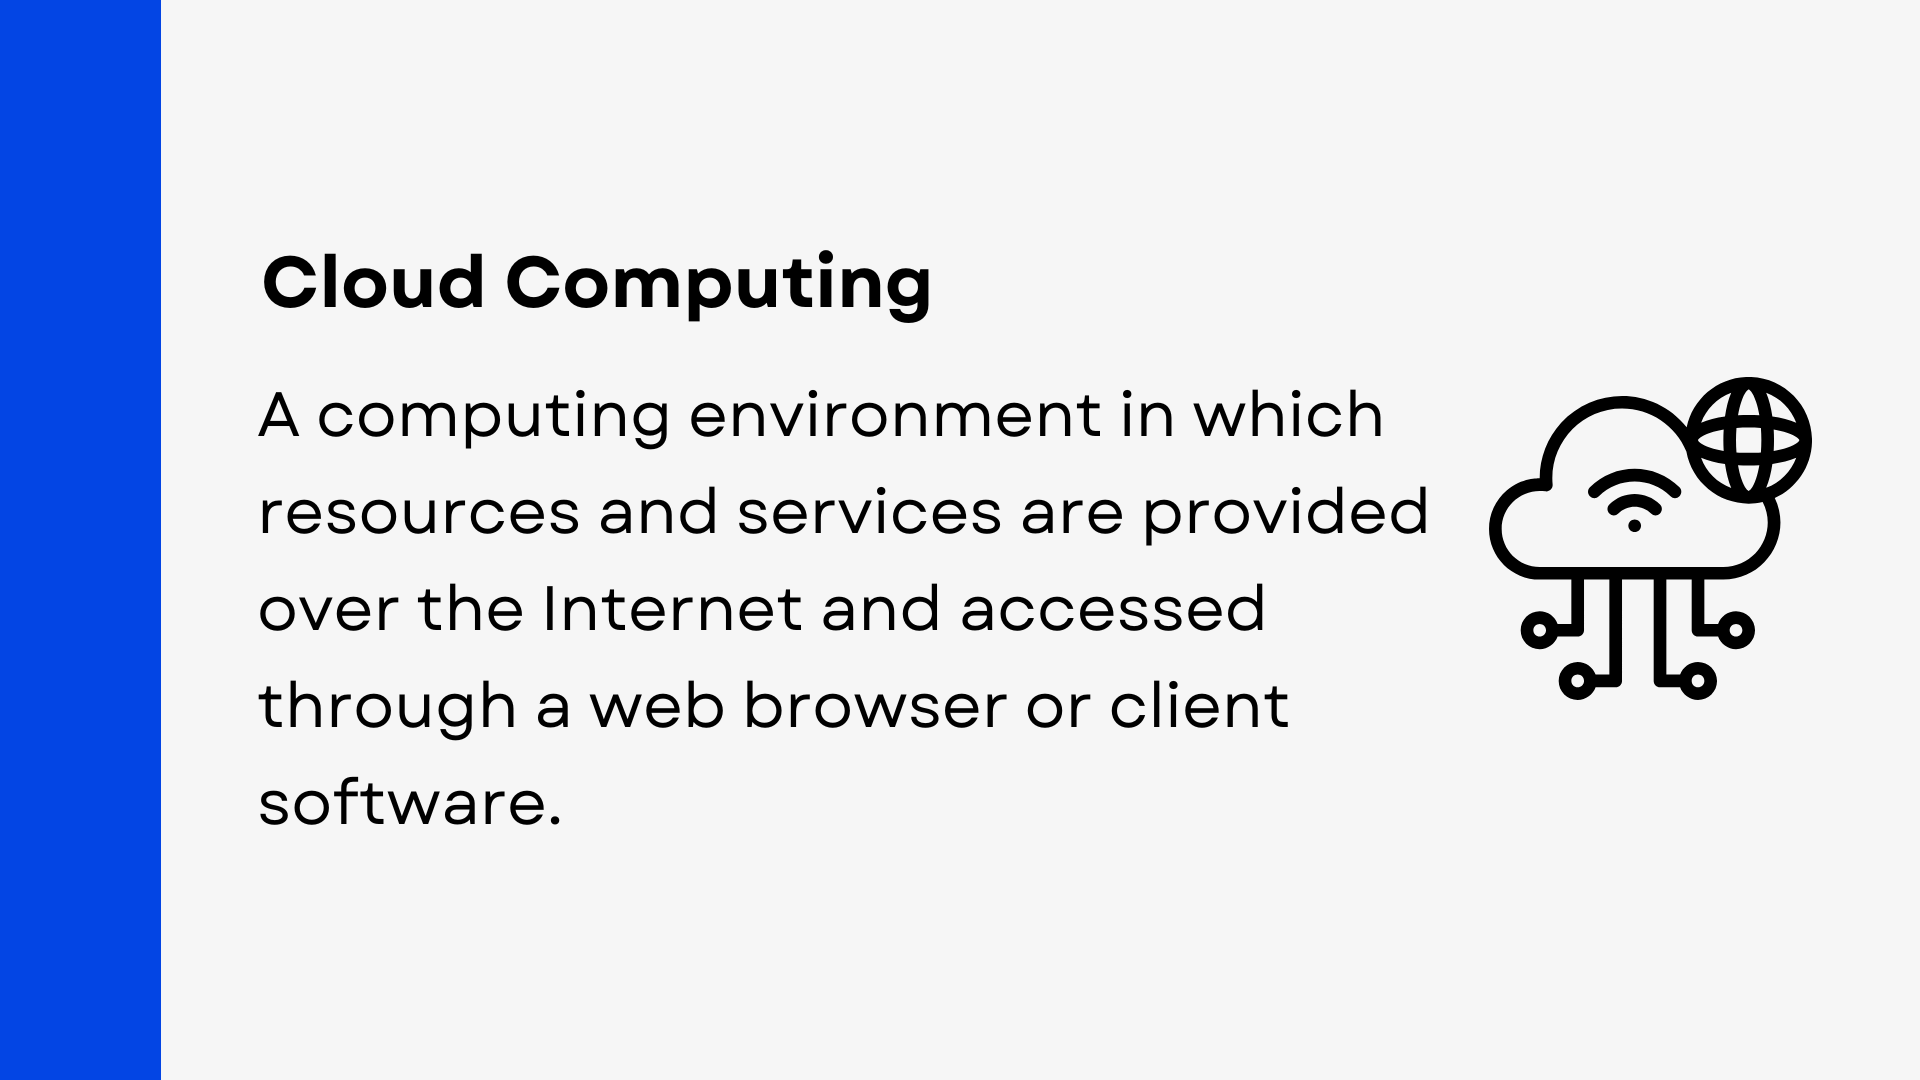 Cloud Computing
A computing environment in which
resources and services are provided
over the Internet and accessed
through a web browser or client
software.